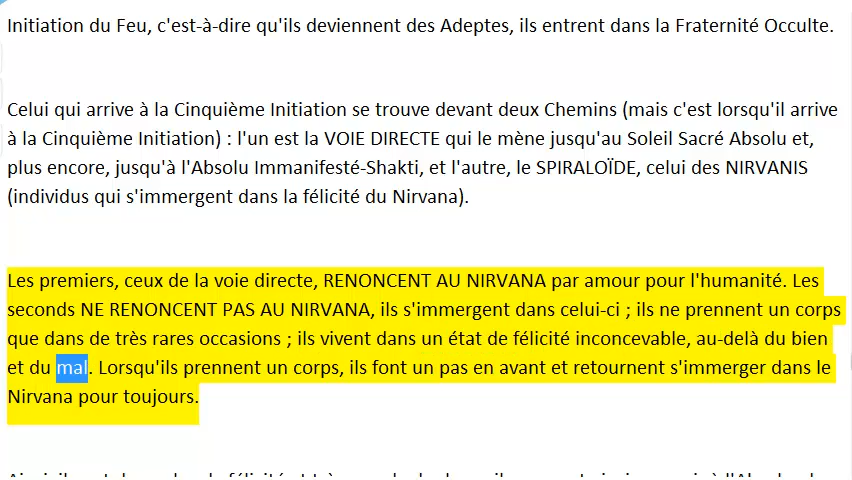 Initiation du Feu, c'est-à-dire qu'ils deviennent des Adeptes, ils entrent dans la Fraternité Occulte.
Celui qui arrive à la Cinquième Initiation se trouve devant deux Chemins (mais c'est lorsqu'il arrive
à la Cinquième Initiation) : l'un est la VOIE DIRECTE qui le mène jusqu'au Soleil Sacré Absolu et,
plus encore, jusqu'à l'Absolu Immanifesté-Shakti, et l'autre, le SPIRALOÏDE, celui des NIRVANIS
(individus qui s'immergent dans la félicité du Nirvana).
Les premiers, ceux de la voie directe, RENONCENT AU NIRVANA par amour pour l'humanité. Les
seconds NE RENONCENT PAS AU NIRVANA, ils s'immergent dans celui-ci ; ils ne prennent un corps
que dans de très rares occasions ; ils vivent dans un état de félicité inconcevable, au-delà du bien
et du mal. Lorsqu'ils prennent un corps, ils font un pas en avant et retournent s'immerger dans le
Nirvana pour toujours.